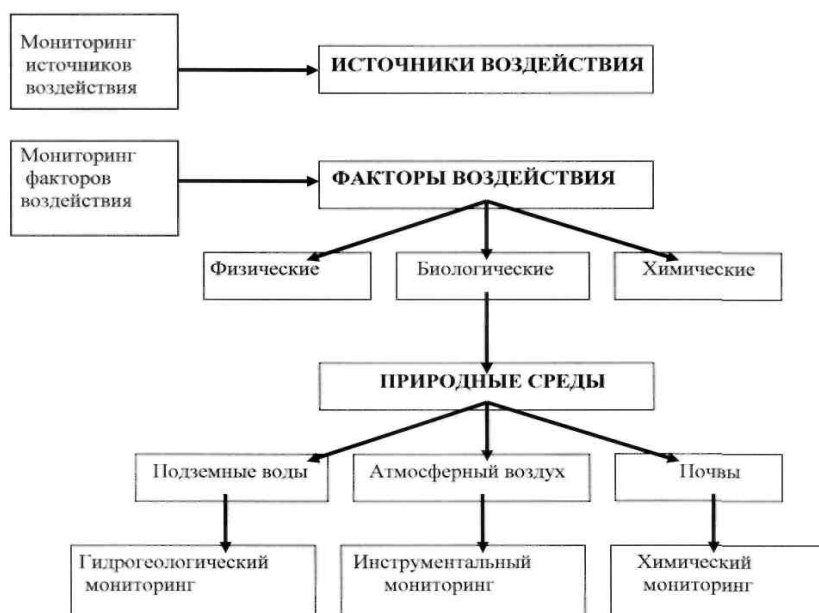 Мониторинг
источников
воздействия
ИСТОЧНИКИ ВОЗДЕЙСТВИЯ
Мониторинг
факторов
воздействия
ФАКТОРЫ ВОЗДЕЙСТВИЯ
Физические
Биологические
Химические
ПРИРОДНЫЕ СРЕДЫ
Подземные воды
Атмосферный воздух
Почвы
Гидрогеологический
мониторинг
Инструментальный
мониторинг
Химический
мониторинг